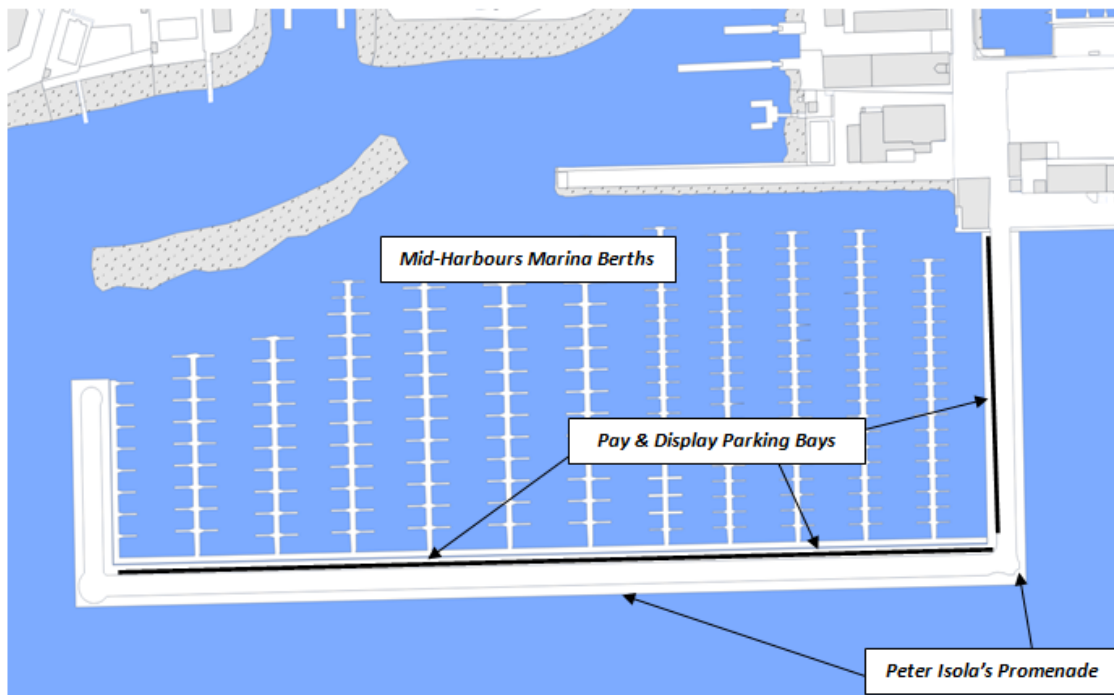 Mid-Harbours Marina Berths
Pay & Display Parking Bays
Peter Isola's Promenade